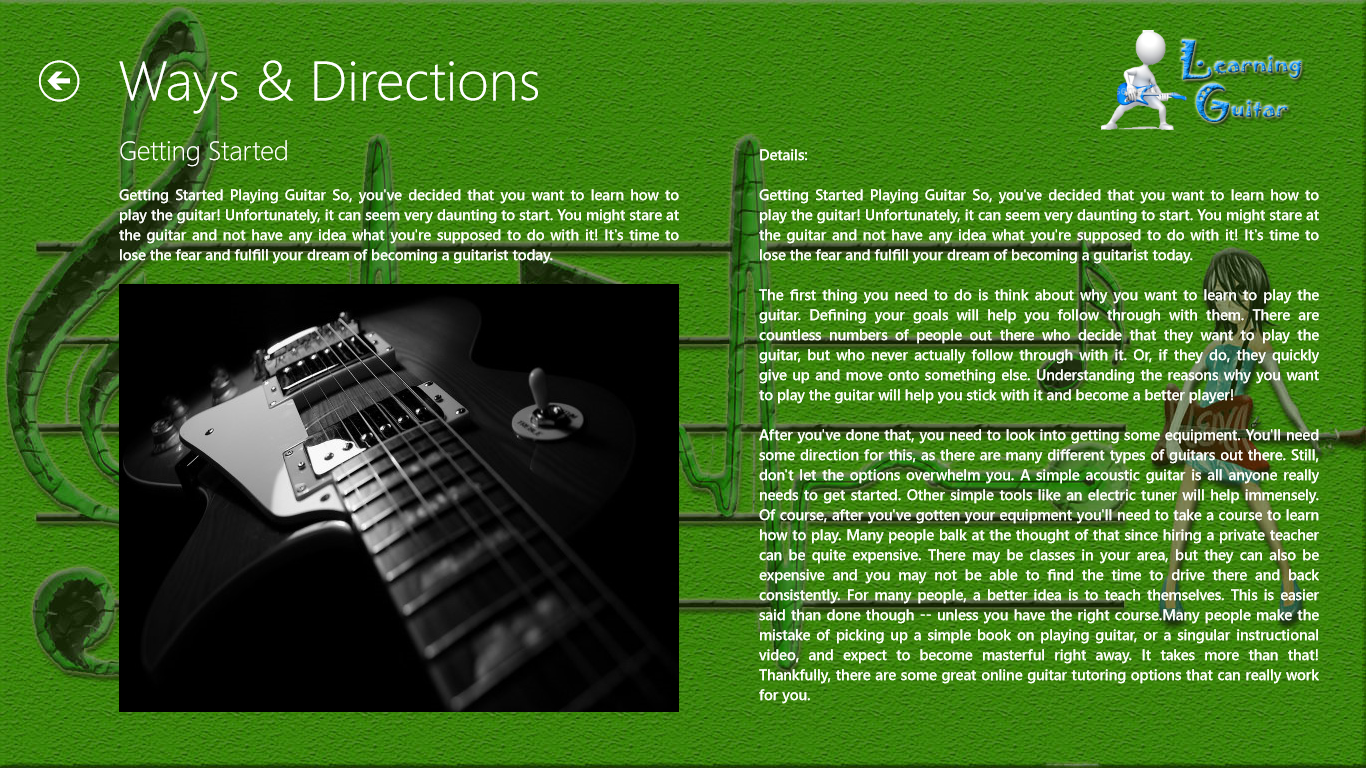 Ways & Directions
Learning
Guitar
Getting Started
Getting Started Playing Guitar So, you've decided that you want to learn how to
play the guitar! Unfortunately, it can seem very daunting to start. You might stare at
the guitar and not have any idea what you're supposed to do with it! It's time to
lose the fear and fulfill your dream of becoming a guitarist today.
TREBLE
Details:
Getting Started Playing Guitar So, you've decided that you want to learn how to
play the guitar! Unfortunately, it can seem very daunting to start. You might stare at
the guitar and not have any idea what you're supposed to do with it! It's time to
lose the fear and fulfill your dream of becoming a guitarist today.
The first thing you need to do is think about why you want to learn to play the
guitar. Defining your goals will help you follow through with them. There are
countless numbers of people out there who decide that they want to play the
guitar, but who never actually follow through with it. Or, if they do, they quickly
give up and move onto something else. Understanding the reasons why you want
to play the guitar will help you stick with it and become a better player!
After you've done that, you need to look into getting some equipment. You'll need
some direction for this, as there are many different types of guitars out there. Still,
don't let the options overwhelm you. A simple acoustic guitar is all anyone really
needs to get started. Other simple tools like an electric tuner will help immensely.
Of course, after you've gotten your equipment you'll need to take a course to learn
how to play. Many people balk at the thought of that since hiring a private teacher
can be quite expensive. There may be classes in your area, but they can also be
expensive and you may not be able to find the time to drive there and back
consistently. For many people, a better idea is to teach themselves. This is easier
said than done though -- unless you have the right course.Many people make the
mistake of picking up a simple book on playing guitar, or a singular instructional
video, and expect to become masterful right away. It takes more than that!
Thankfully, there are some great online guitar tutoring options that can really work
for you.